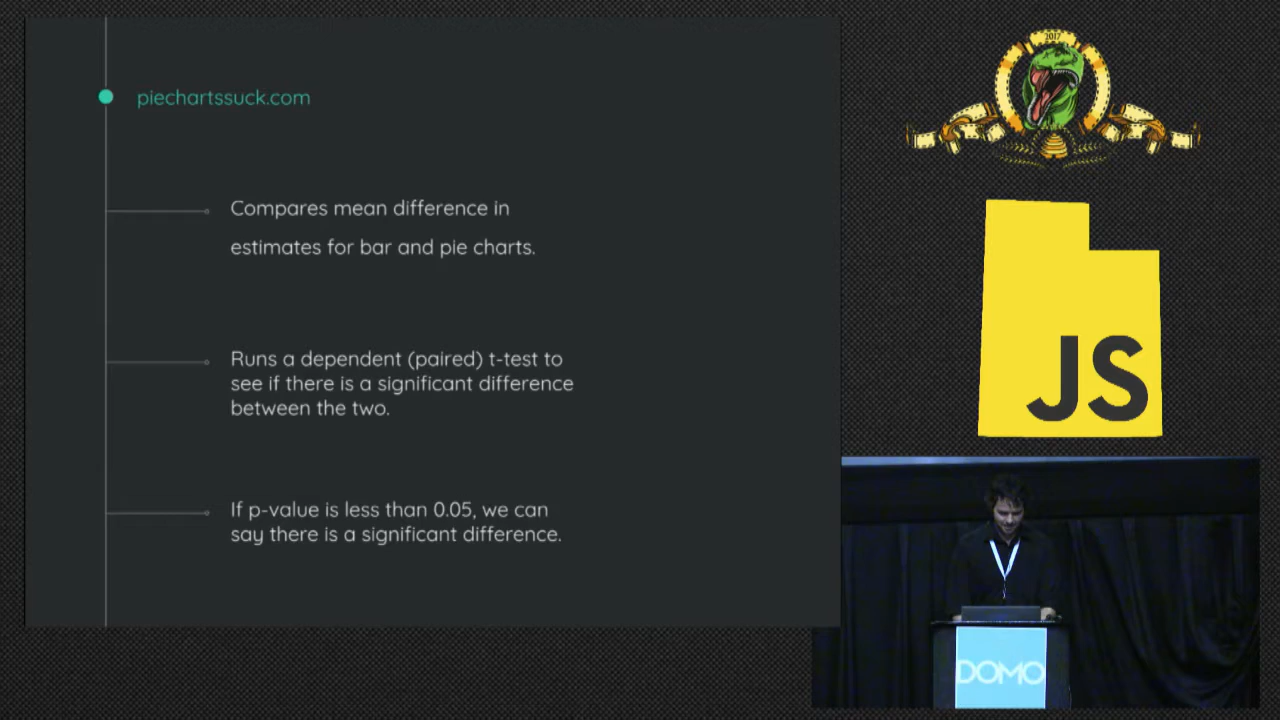 piechartssuck.com
Compares mean difference in
estimates for bar and pie charts.
Runs a dependent (paired) t-test to
see if there is a significant difference
between the two.
If p-value is less than 0.05, we can
say there is a significant difference.
2017
JS
DOMO